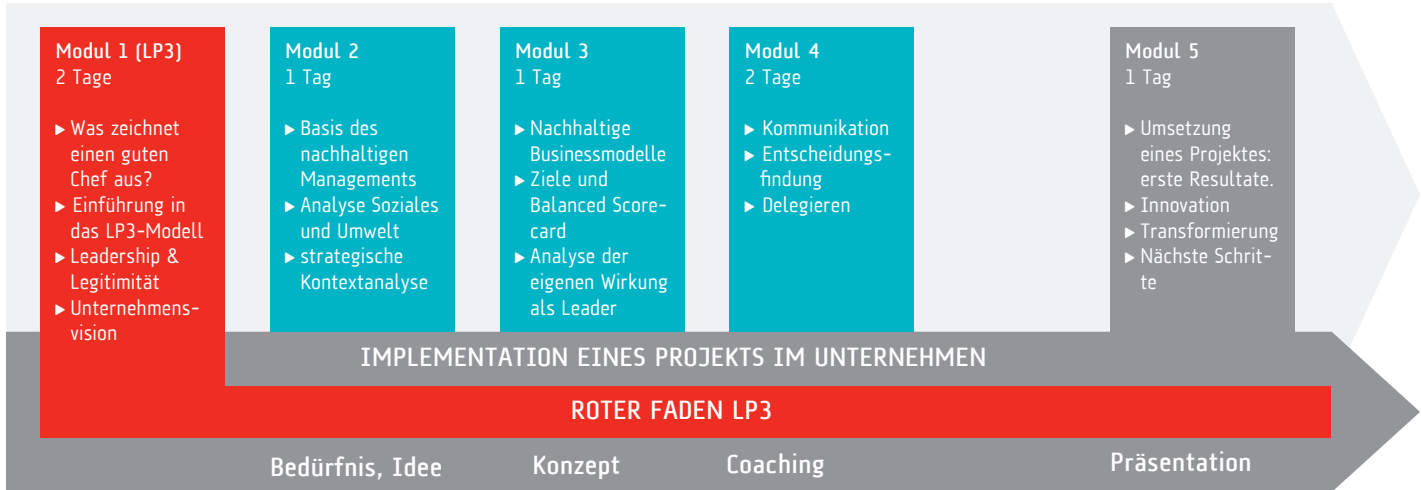 Modul 1 (LP3)
2 Tage
▸ Was zeichnet
einen guten
Chef aus?
▸ Einführung in
das LP3-Modell
▸ Leadership &
Legitimität
▸ Unternehmens-
vision
Modul 2
1 Tag
▸ Basis des
nachhaltigen
Managements
▸ Analyse Soziales
und Umwelt
▸ strategische
Kontextanalyse
Modul 3
1 Tag
▸ Nachhaltige
Businessmodelle
▸ Ziele und
Balanced Score-
card
▸ Analyse der
eigenen Wirkung
als Leader
Modul 4
2 Tage
▸ Kommunikation
▸ Entscheidungs-
findung
▸ Delegieren
Modul 5
1 Tag
▸ Umsetzung
eines Projektes:
erste Resultate.
▸ Innovation
▸ Transformierung
▸ Nächste Schrit-
te
IMPLEMENTATION EINES PROJEKTS IM UNTERNEHMEN
ROTER FADEN LP3
Bedürfnis, Idee
Konzept
Coaching
Präsentation